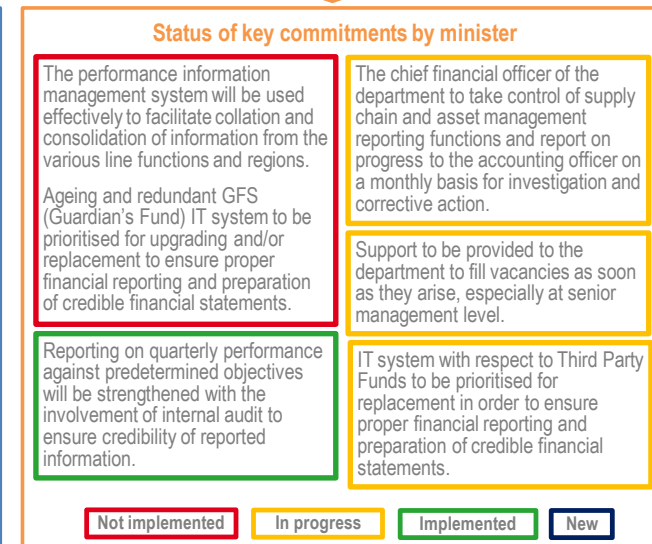 Status of key commitments by minister
The performance information
management system will be used
effectively to facilitate collation and
consolidation of information from the
various line functions and regions.
Ageing and redundant GFS
(Guardian's Fund) IT system to be
prioritised for upgrading and/or
replacement to ensure proper
financial reporting and preparation
of credible financial statements.
Reporting on quarterly performance
against predetermined objectives
will be strengthened with the
involvement of internal audit to
ensure credibility of reported
information.
The chief financial officer of the
department to take control of supply
chain and asset management
reporting functions and report on
progress to the accounting officer on
a monthly basis for investigation and
corrective action.
Support to be provided to the
department to fill vacancies as soon
as they arise, especially at senior
management level.
IT system with respect to Third Party
Funds to be prioritised for
replacement in order to ensure
proper financial reporting and
preparation of credible financial
statements.
Not implemented
In progress
Implemented
New